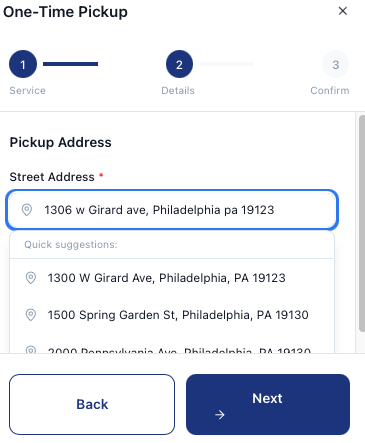 One-Time Pickup
1 2 3
Service Details Confirm
Pickup Address
Street Address *
1306 w Girard ave, Philadelphia pa 19123
Quick suggestions:
1300 W Girard Ave, Philadelphia, PA 19123
1500 Spring Garden St, Philadelphia, PA 19130
2000 Pennsylvania Ave, Philadelphia, PA 19130
Back Next